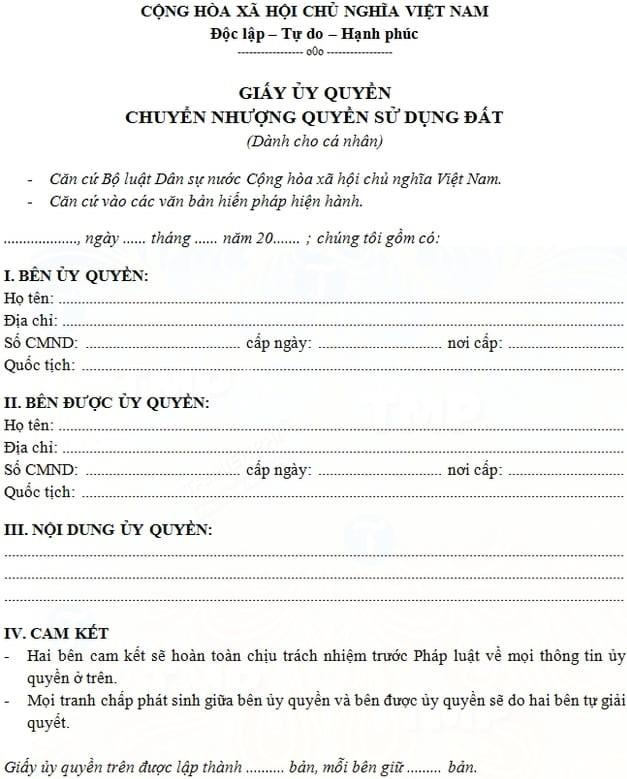 CỘNG HÒA XÃ HỘI CHỦ NGHĨA VIỆT NAM
Độc lập – Tự do – Hạnh phúc
----------------- o0o -----------------
GIẤY ỦY QUYỀN
CHUYỂN NHƯỢNG QUYỀN SỬ DỤNG ĐẤT
(Dành cho cá nhân)
- Căn cứ Bộ luật Dân sự nước Cộng hòa xã hội chủ nghĩa Việt Nam.
- Căn cứ vào các văn bản hiến pháp hiện hành.
..................., ngày ...... tháng ...... năm 20....... ; chúng tôi gồm có:
I. BÊN ỦY QUYỀN:
Họ tên: ..............................................................................
Địa chỉ: ..............................................................................
Số CMND: ........................................ cấp ngày: ................................ nơi cấp: ..............................
Quốc tịch: ..............................................................................
II. BÊN ĐƯỢC ỦY QUYỀN:
Họ tên: ..............................................................................
Địa chỉ: ..............................................................................
Số CMND: ........................................ cấp ngày: ................................ nơi cấp: ..............................
Quốc tịch: ..............................................................................
III. NỘI DUNG ỦY QUYỀN:
..............................................................................
..............................................................................
..............................................................................
IV. CAM KẾT
- Hai bên cam kết sẽ hoàn toàn chịu trách nhiệm trước Pháp luật về mọi thông tin ủy
quyền ở trên.
- Mọi tranh chấp phát sinh giữa bên ủy quyền và bên được ủy quyền sẽ do hai bên tự giải
quyết.
Giấy ủy quyền trên được lập thành .......... bản, mỗi bên giữ ......... bản.